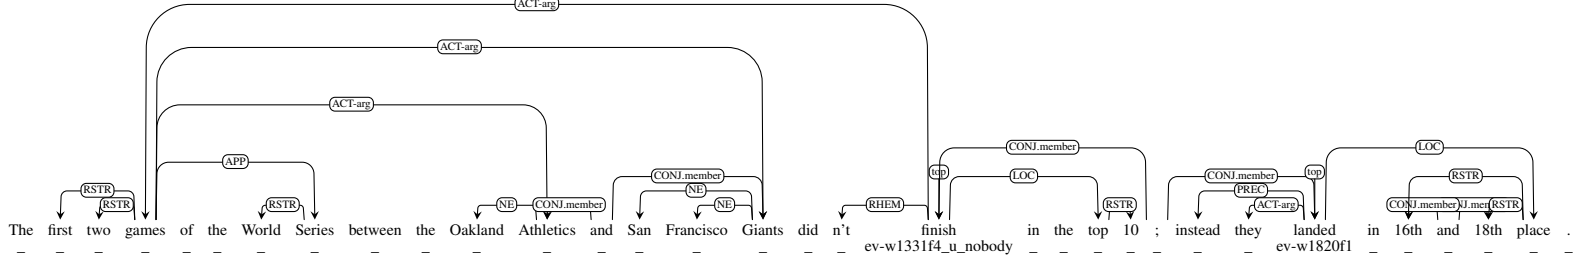 ACT-arg
ACT-arg
ACT-arg
CONJ.member LOC
APP top top
CONJ.member LOC CONJ.member RSTR
RSTR NE PREC
RSTR RSTR NE CONJ.member NE RHEM RSTR ACT-arg CONJ.member RSTR
The first two games of the World Series between the Oakland Athletics and San Francisco Giants did n't finish in the top 10 ; instead they landed in 16th and 18th place .
_ _ _ _ _ _ _ _ _ _ _ _ _ _ _ _ _ _ ev-w1331f4_u_nobody _ _ _ _ _ _ _ ev-w1820f1 _ _ _ _ _ _